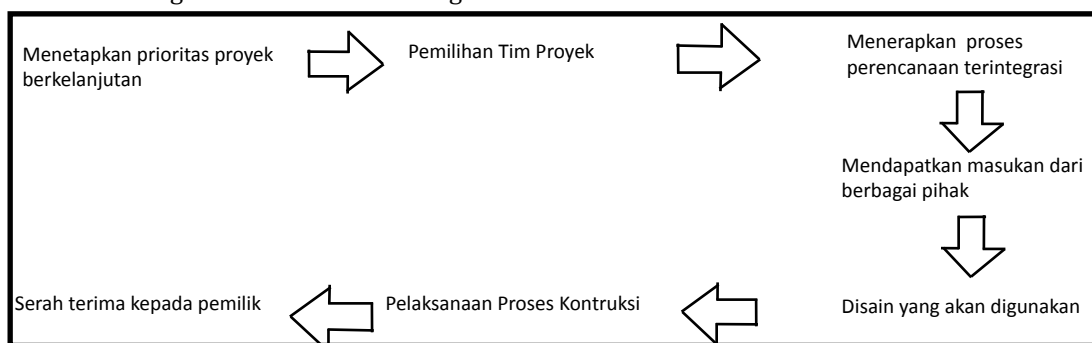 Menetapkan prioritas proyek
berkelanjutan
Pemilihan Tim Proyek
Menerapkan proses
perencanaan terintegrasi
Mendapatkan masukan dari
berbagai pihak
Disain yang akan digunakan
Pelaksanaan Proses Kontruksi
Serah terima kepada pemilik